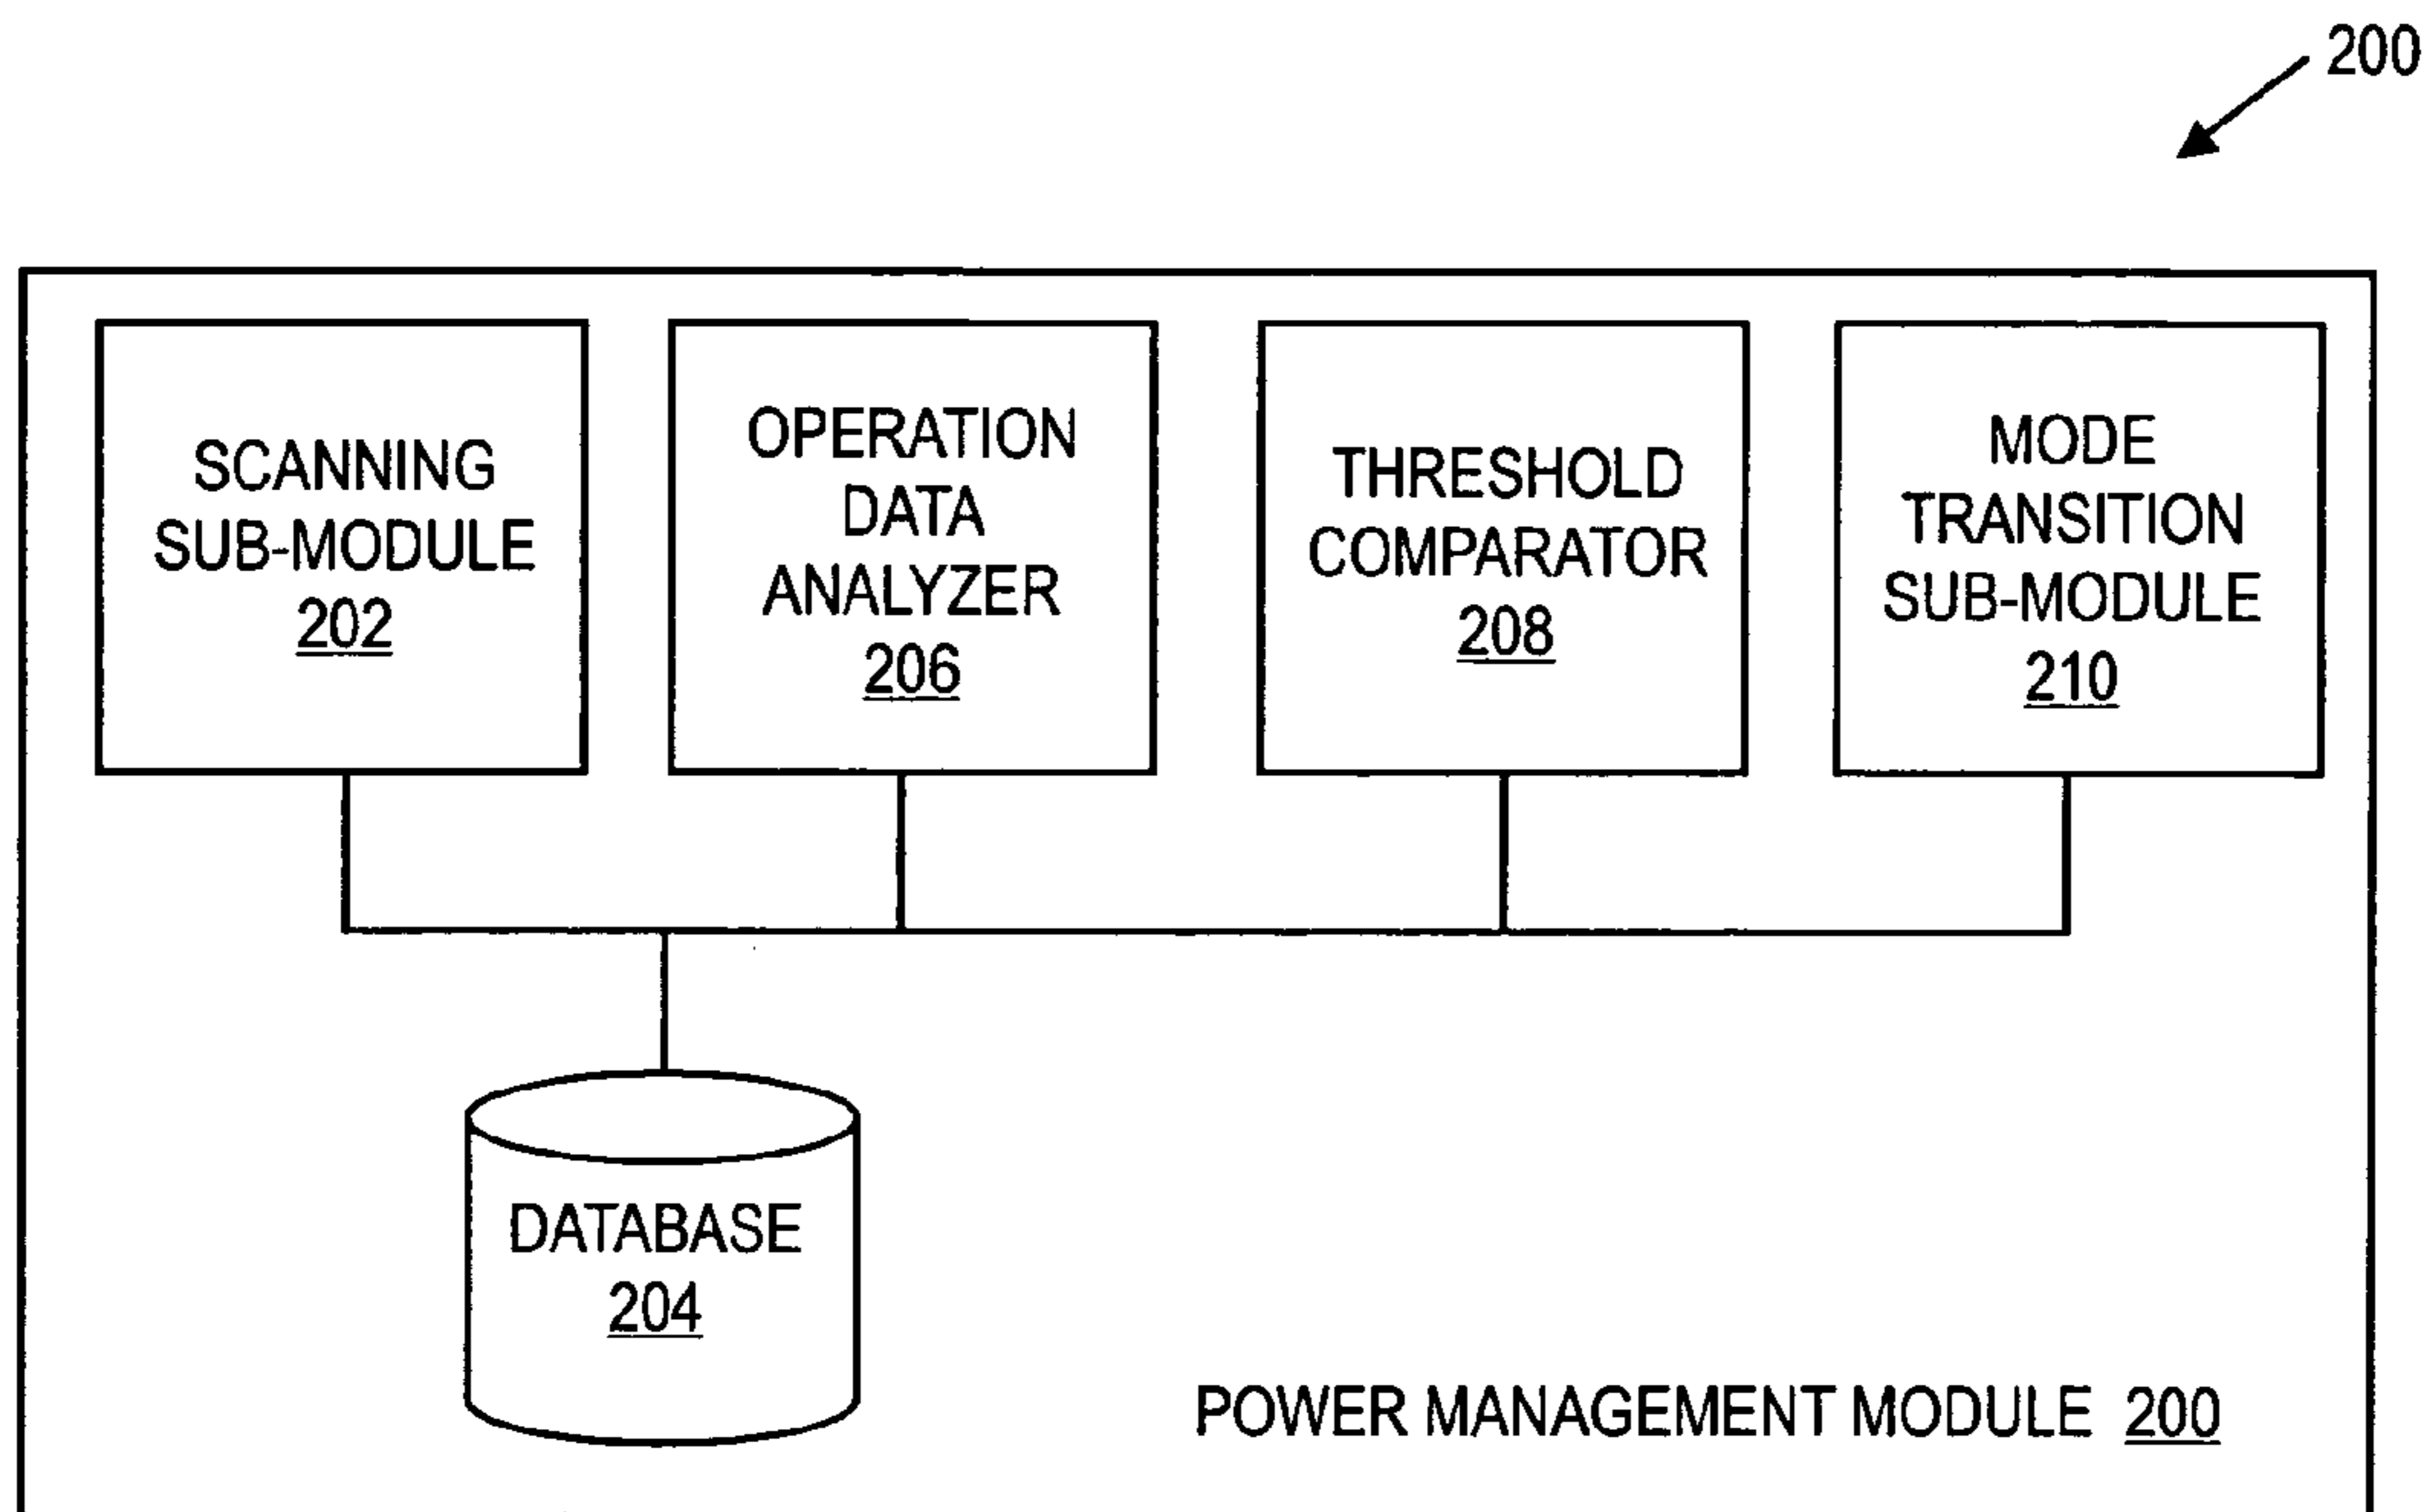 200
SCANNING
SUB-MODULE
202
OPERATION
DATA
ANALYZER
206
THRESHOLD
COMPARATOR
208
MODE
TRANSITION
SUB-MODULE
210
DATABASE
204
POWER MANAGEMENT MODULE 200